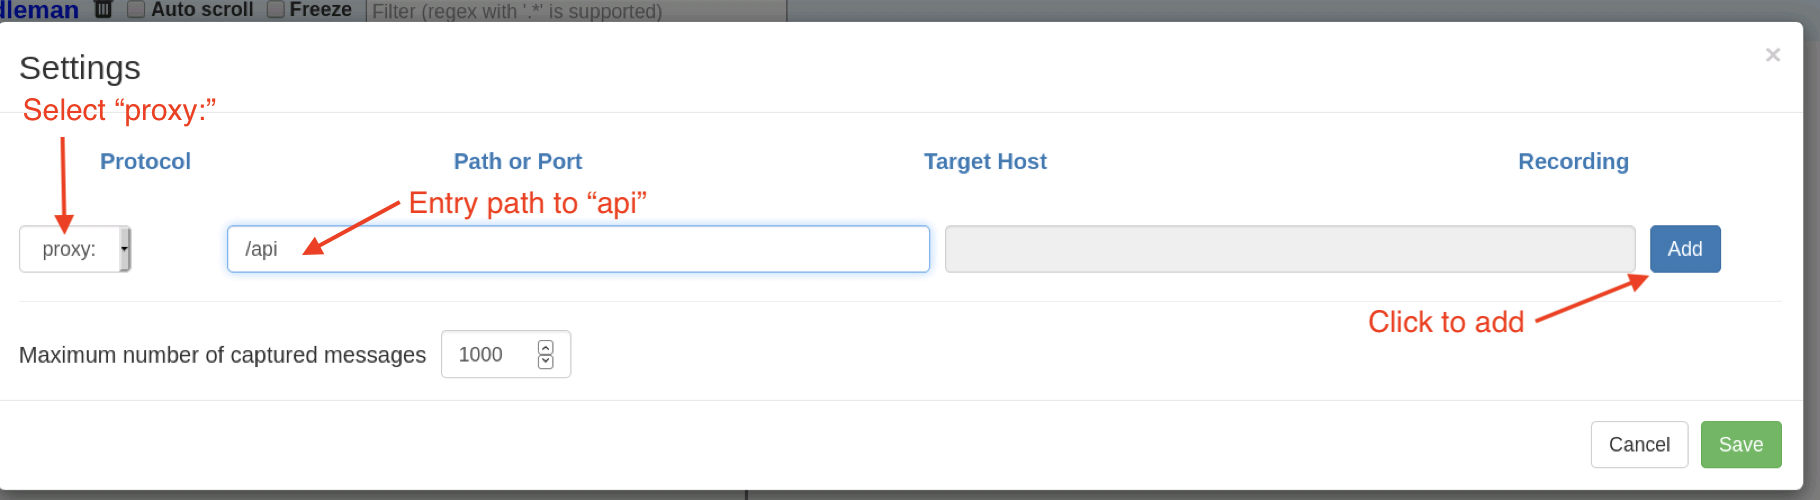 dleman Auto scroll Freeze Filter (regex with '.*' is supported)
Settings ×
Select “proxy:”
Protocol Path or Port Target Host Recording
Entry path to “api”
proxy: /api Add
Click to add
Maximum number of captured messages 1000
Cancel Save